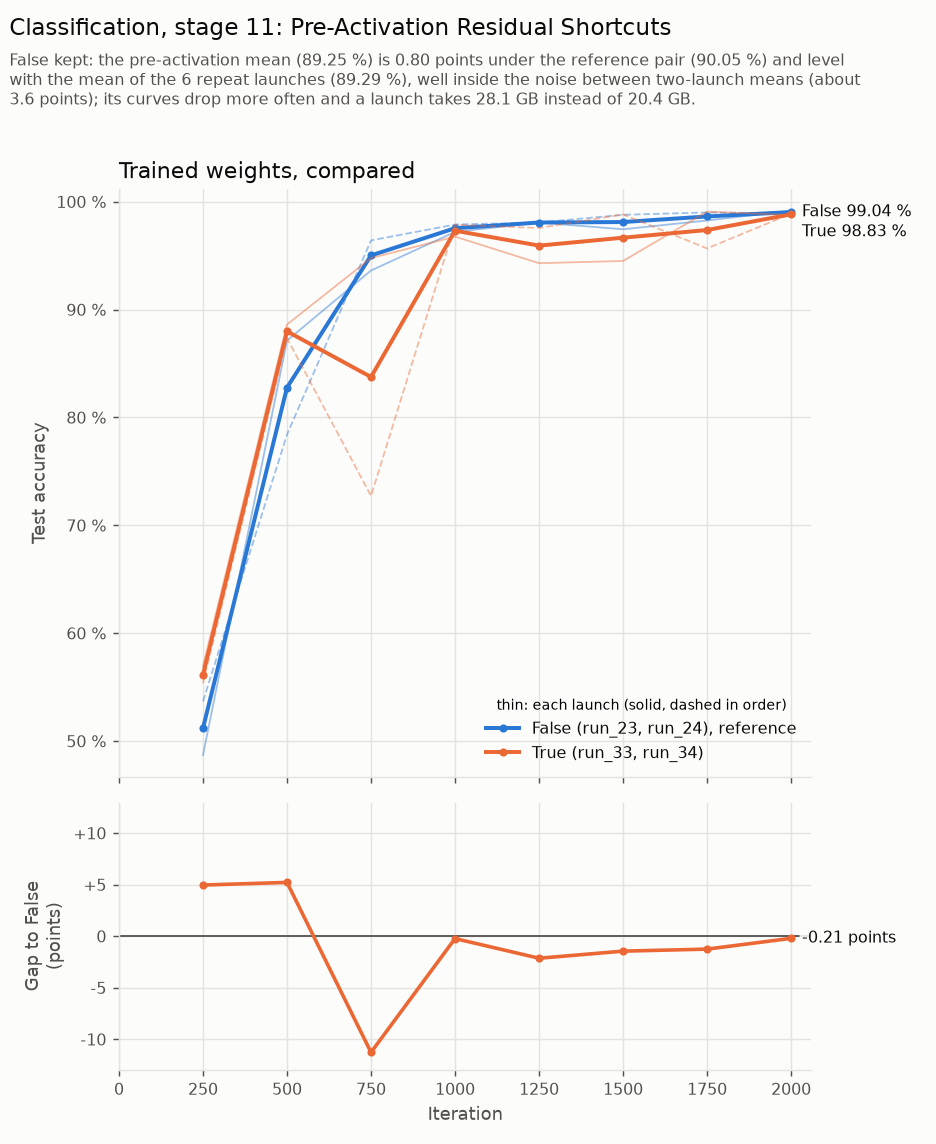 Classification, stage 11: Pre-Activation Residual Shortcuts
False kept: the pre-activation mean (89.25 %) is 0.80 points under the reference pair (90.05 %) and level
with the mean of the 6 repeat launches (89.29 %), well inside the noise between two-launch means (about
3.6 points); its curves drop more often and a launch takes 28.1 GB instead of 20.4 GB.
Trained weights, compared
100 %
90 %
80 %
70 %
60 %
50 %
Test accuracy
False 99.04 %
True 98.83 %
thin: each launch (solid, dashed in order)
False (run_23, run_24), reference
True (run_33, run_34)
+10
+5
0
-5
-10
Gap to False
(points)
-0.21 points
0
250
500
750
1000
1250
1500
1750
2000
Iteration